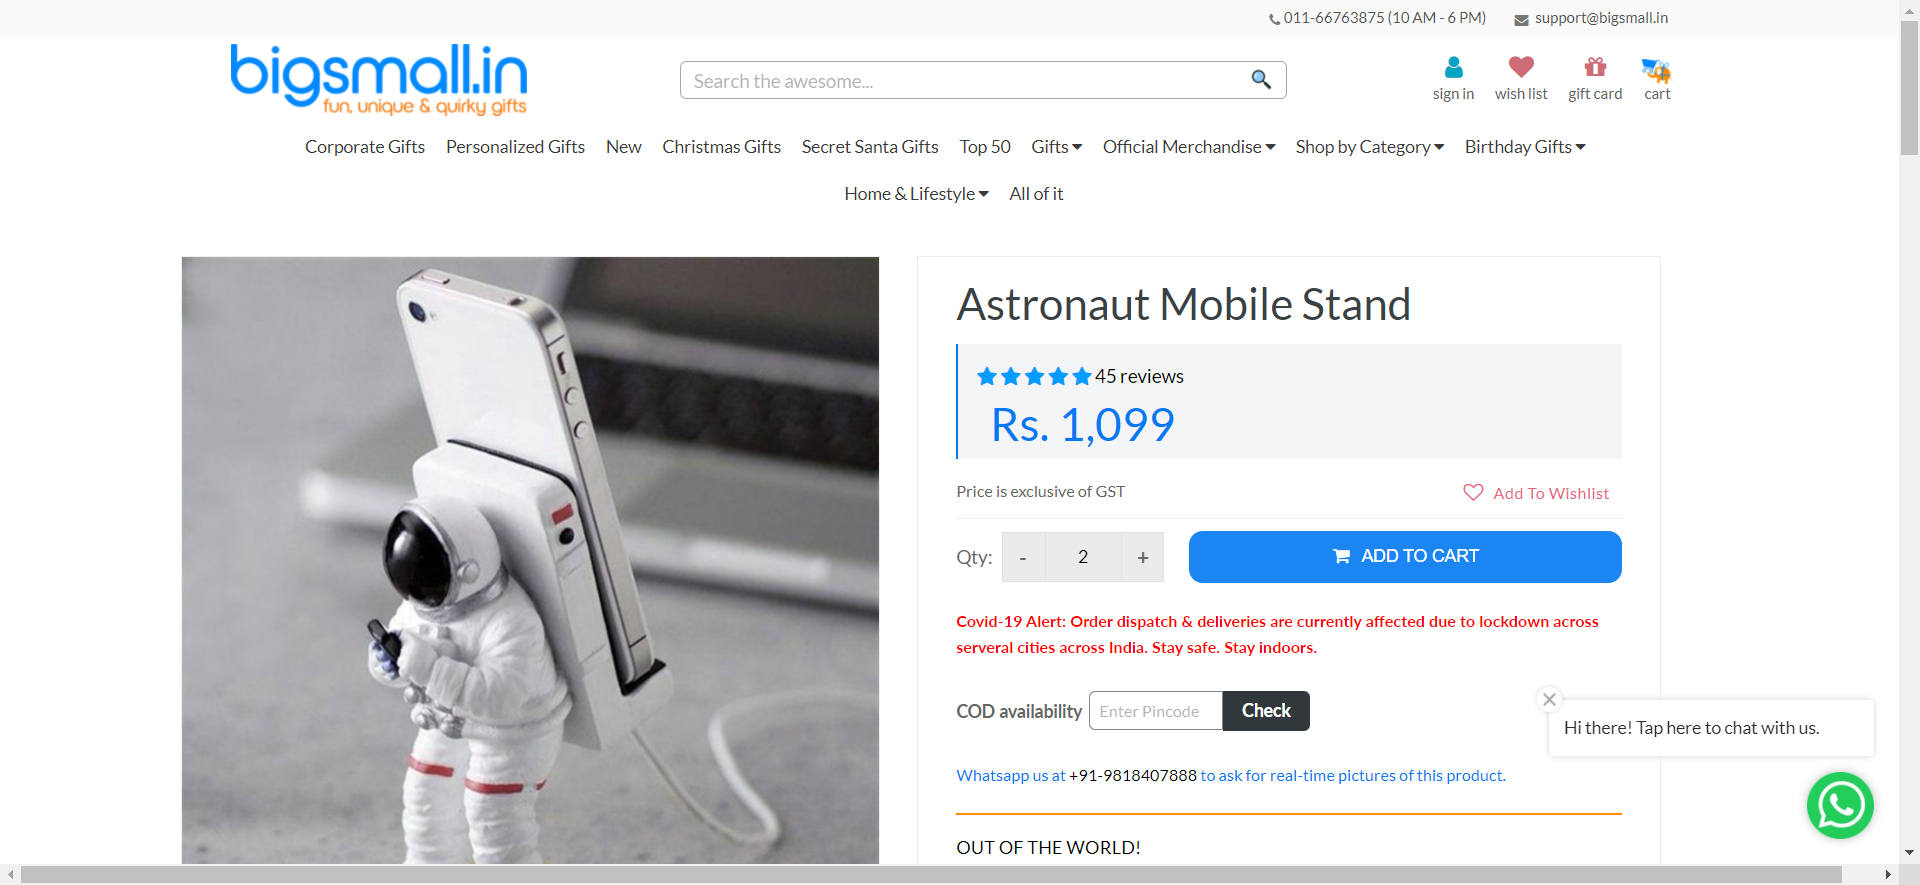 011-66763875 (10 AM - 6 PM) support@bigsmall.in
bigsmall.in
fun, unique & quirky gifts
Search the awesome...
sign in wish list gift card cart
Corporate Gifts Personalized Gifts New Christmas Gifts Secret Santa Gifts Top 50 Gifts Official Merchandise Shop by Category Birthday Gifts
Home & Lifestyle All of it
Astronaut Mobile Stand
45 reviews
Rs. 1,099
Price is exclusive of GST Add To Wishlist
Qty: - 2 + ADD TO CART
Covid-19 Alert: Order dispatch & deliveries are currently affected due to lockdown across
serveral cities across India. Stay safe. Stay indoors.
COD availability Enter Pincode Check
Hi there! Tap here to chat with us.
Whatsapp us at +91-9818407888 to ask for real-time pictures of this product.
OUT OF THE WORLD!